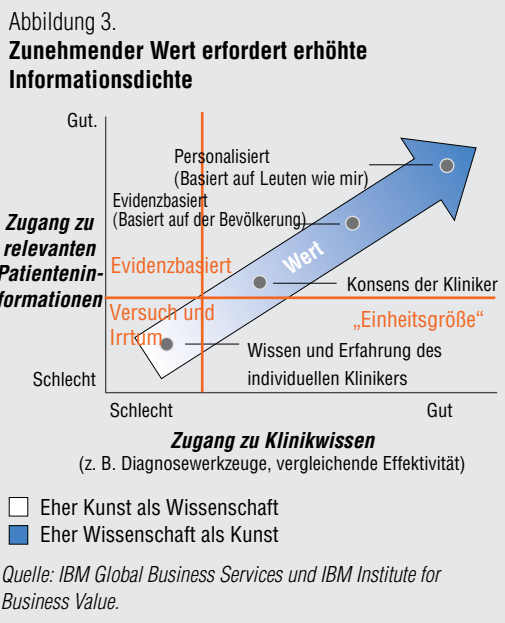 Abbildung 3.
Zunehmender Wert erfordert erhöhte
Informationsdichte
Gut.
Personalisiert
(Basiert auf Leuten wie mir)
Evidenzbasiert
(Basiert auf der Bevölkerung)
Zugang zu
relevanten
Patientenin-
formationen
Evidenzbasiert
Wert
Konsens der Kliniker
Versuch und
Irrtum
„Einheitsgröße“
Wissen und Erfahrung des
individuellen Klinikers
Schlecht
Schlecht
Gut
Zugang zu Klinikwissen
(z. B. Diagnosewerkzeuge, vergleichende Effektivität)
Eher Kunst als Wissenschaft
Eher Wissenschaft als Kunst
Quelle: IBM Global Business Services und IBM Institute for
Business Value.